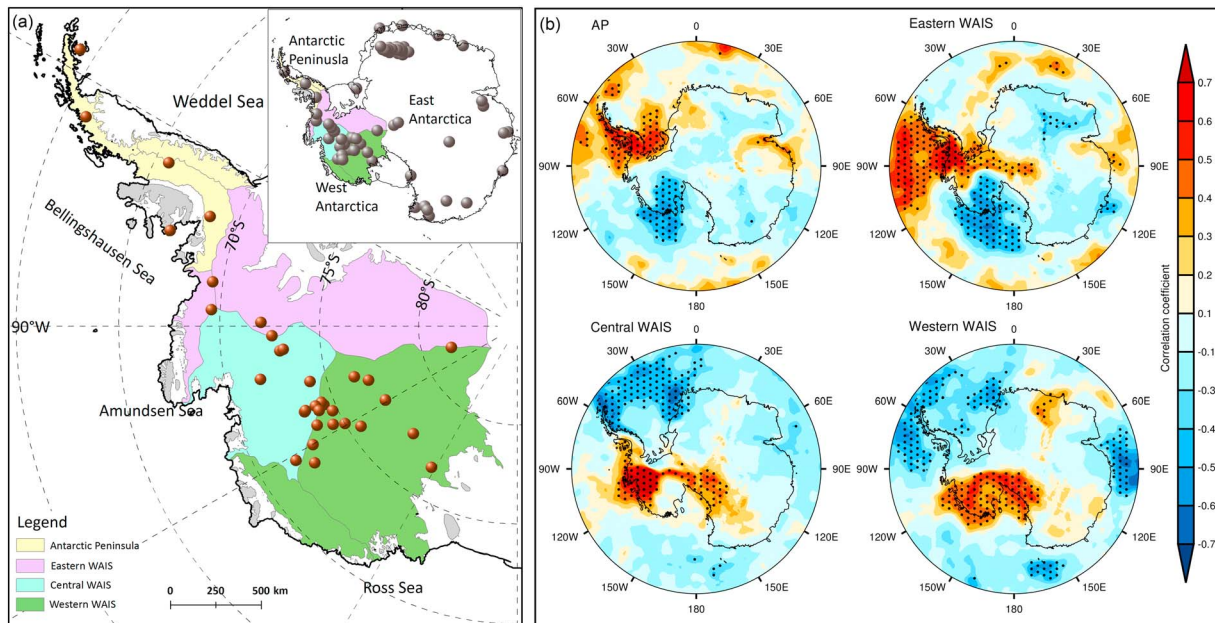 (a)
Antarctic
Peninusla
East
Antarctica
West
Antarctica
Weddel Sea
Bellingshausen Sea
70°S
75°S
80°S
90°W
Amundsen Sea
Ross Sea
Legend
Antarctic Peninsula
Eastern WAIS
Central WAIS
Western WAIS
0 250 500 km
(b)
AP
0
30W 30E
60W 60E
90W 90E
120W 120E
150W 150E
180
Eastern WAIS
0
30W 30E
60W 60E
90W 90E
120W 120E
150W 150E
180
Central WAIS
0
30W 30E
60W 60E
90W 90E
120W 120E
150W 150E
180
Western WAIS
0
30W 30E
60W 60E
90W 90E
120W 120E
150W 150E
180
0.7
0.6
0.5
0.4
0.3
0.2
0.1
-0.1
-0.2
-0.3
-0.4
-0.5
-0.6
-0.7
Correlation coefficient